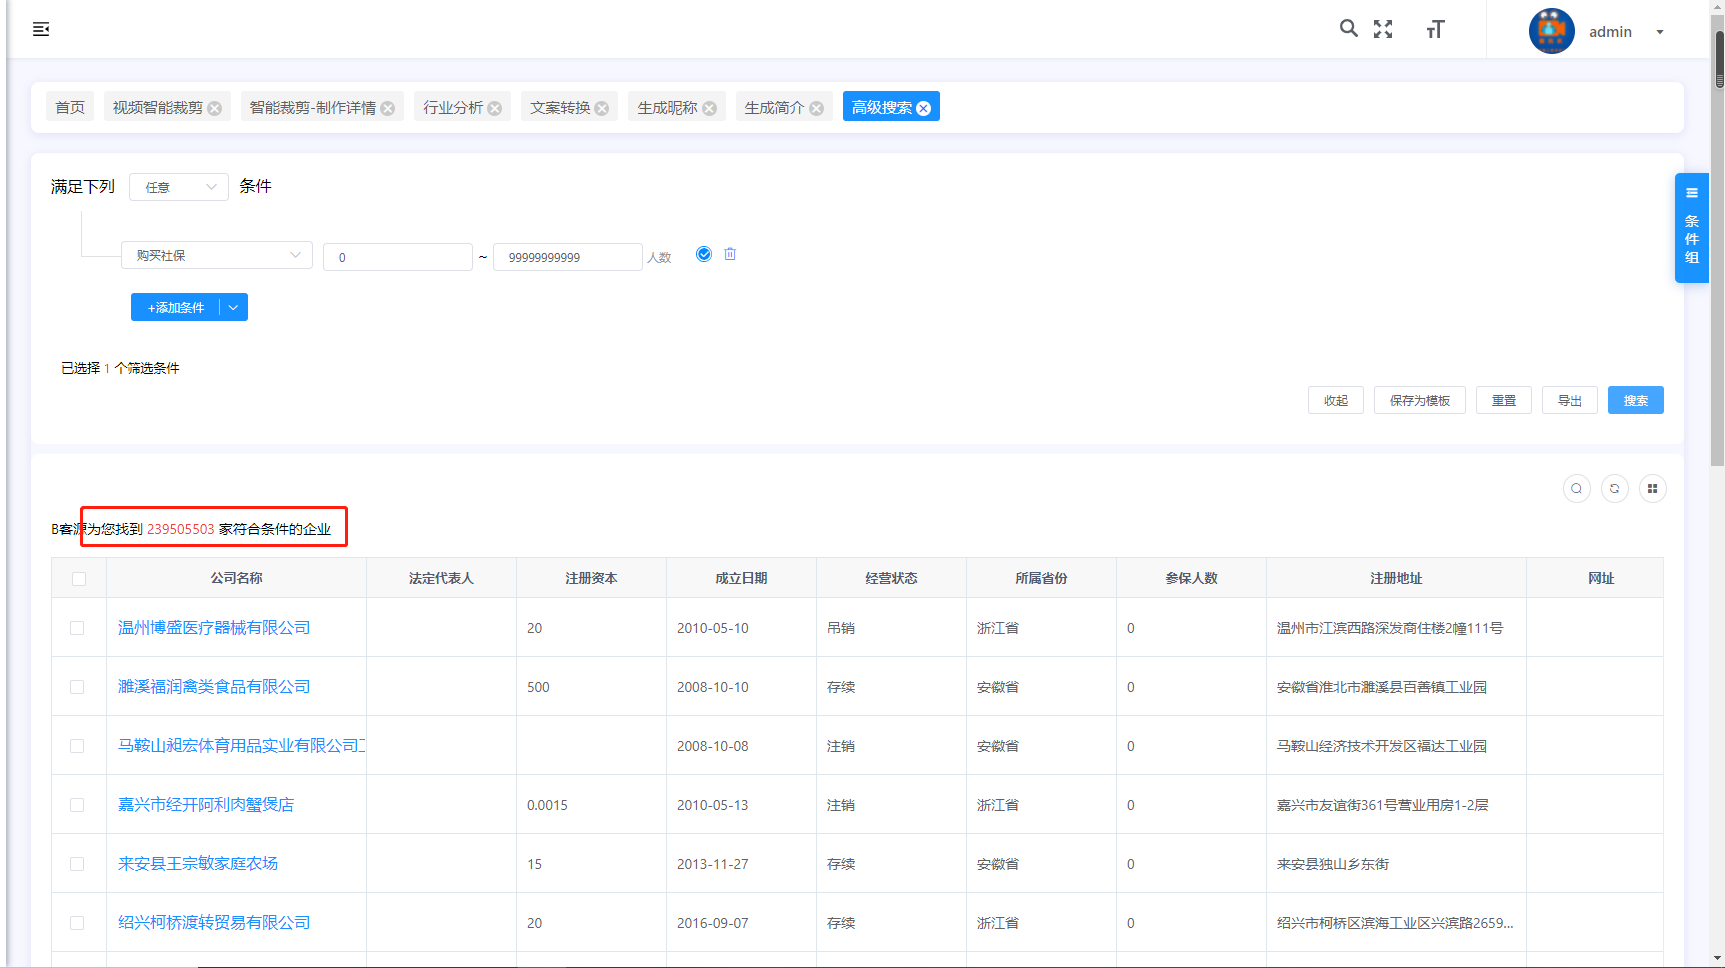 admin
首页 视频智能裁剪 智能裁剪-制作详情 行业分析 文案转换 生成昵称 生成简介 高级搜索
满足下列 任意 条件
条件组
购买社保 0 ~ 99999999999 人数
+添加条件
已选择 1 个筛选条件
收起 保存为模板 重置 导出 搜索
B客源为您找到 239505503 家符合条件的企业
公司名称 法定代表人 注册资本 成立日期 经营状态 所属省份 参保人数 注册地址 网址
温州博盛医疗器械有限公司 20 2010-05-10 吊销 浙江省 0 温州市江滨西路深发商住楼2幢111号
濉溪福润禽类食品有限公司 500 2008-10-10 存续 安徽省 0 安徽省淮北市濉溪县百善镇工业园
马鞍山昶宏体育用品实业有限公司 2008-10-08 注销 安徽省 0 马鞍山经济技术开发区福达工业园
嘉兴市经开阿利肉蟹煲店 0.0015 2010-05-13 注销 浙江省 0 嘉兴市友谊街361号营业用房1-2层
来安县王宗敏家庭农场 15 2013-11-27 存续 安徽省 0 来安县独山乡东街
绍兴柯桥渡转贸易有限公司 20 2016-09-07 存续 浙江省 0 绍兴市柯桥区滨海工业区兴滨路2659...